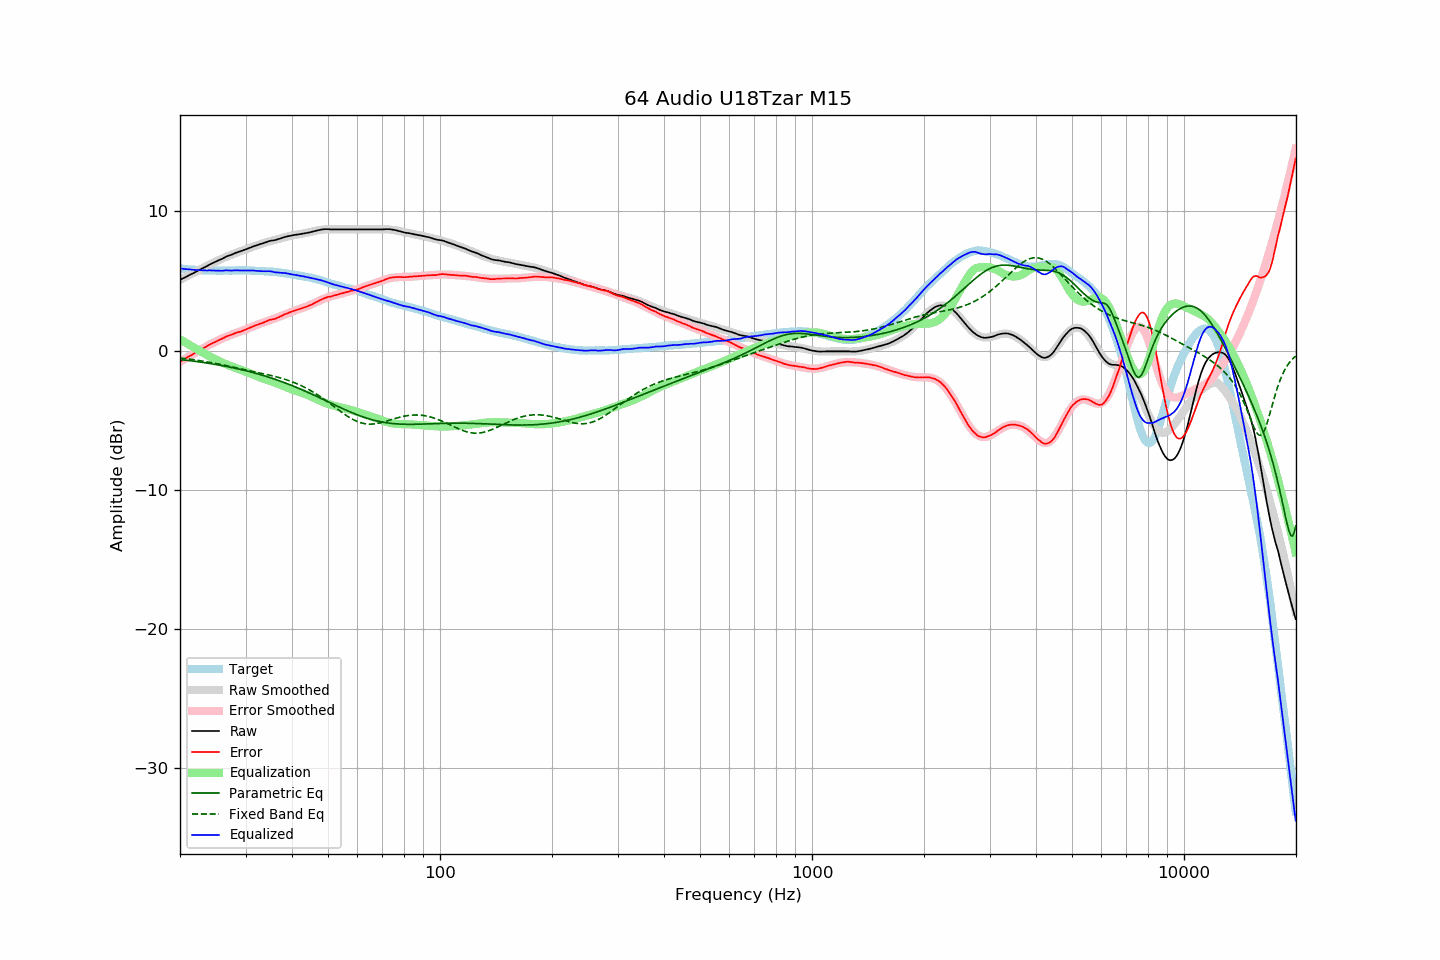 64 Audio U18Tzar M15
10
0
−10
−20
−30
Amplitude (dBr)
Target
Raw Smoothed
Error Smoothed
Raw
Error
Equalization
Parametric Eq
Fixed Band Eq
Equalized
100
1000
10000
Frequency (Hz)